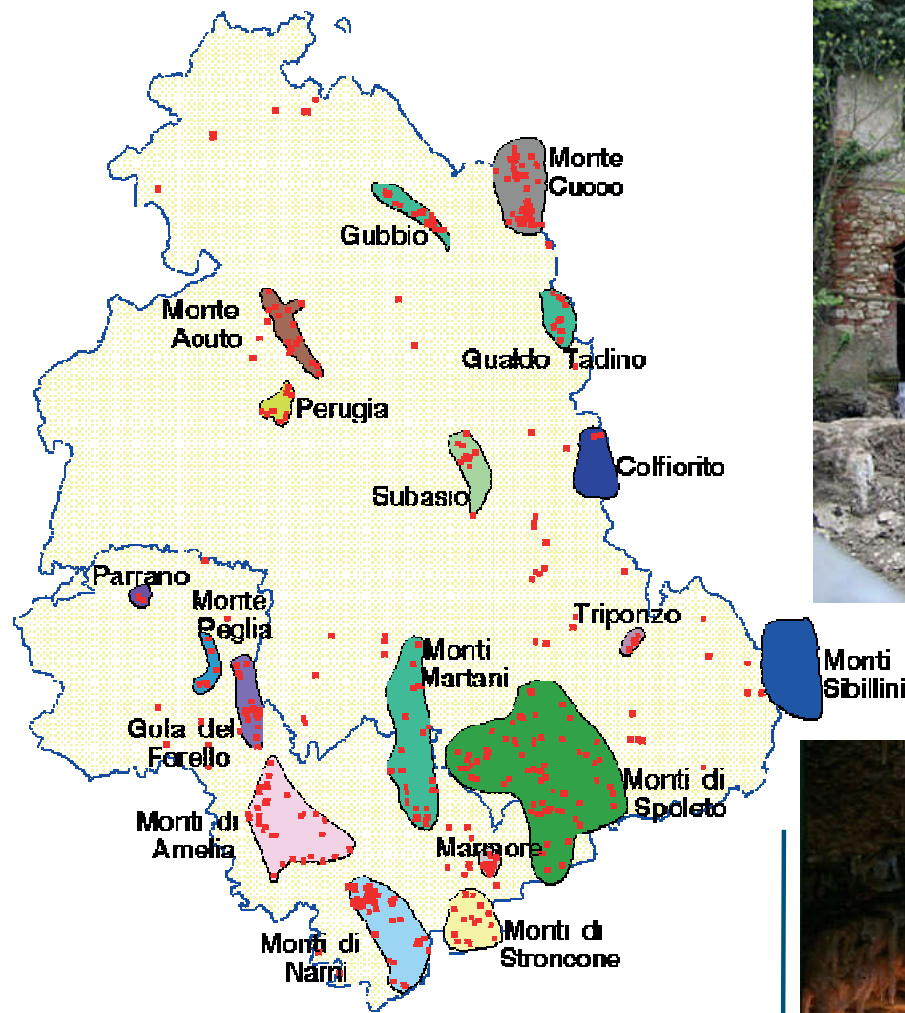 Monte
Cucco
Gubbio
Monte
Acuto
Gualdo Tadino
Perugia
Colfiorito
Subasio
Parrano
Monte
Peglia
Triponzo
Monti
Martani
Monti
Sibillini
Gola del
Forello
Monti di
Spoleto
Monti di
Amelia
Marmore
Monti di
Narni
Monti di
Stroncone